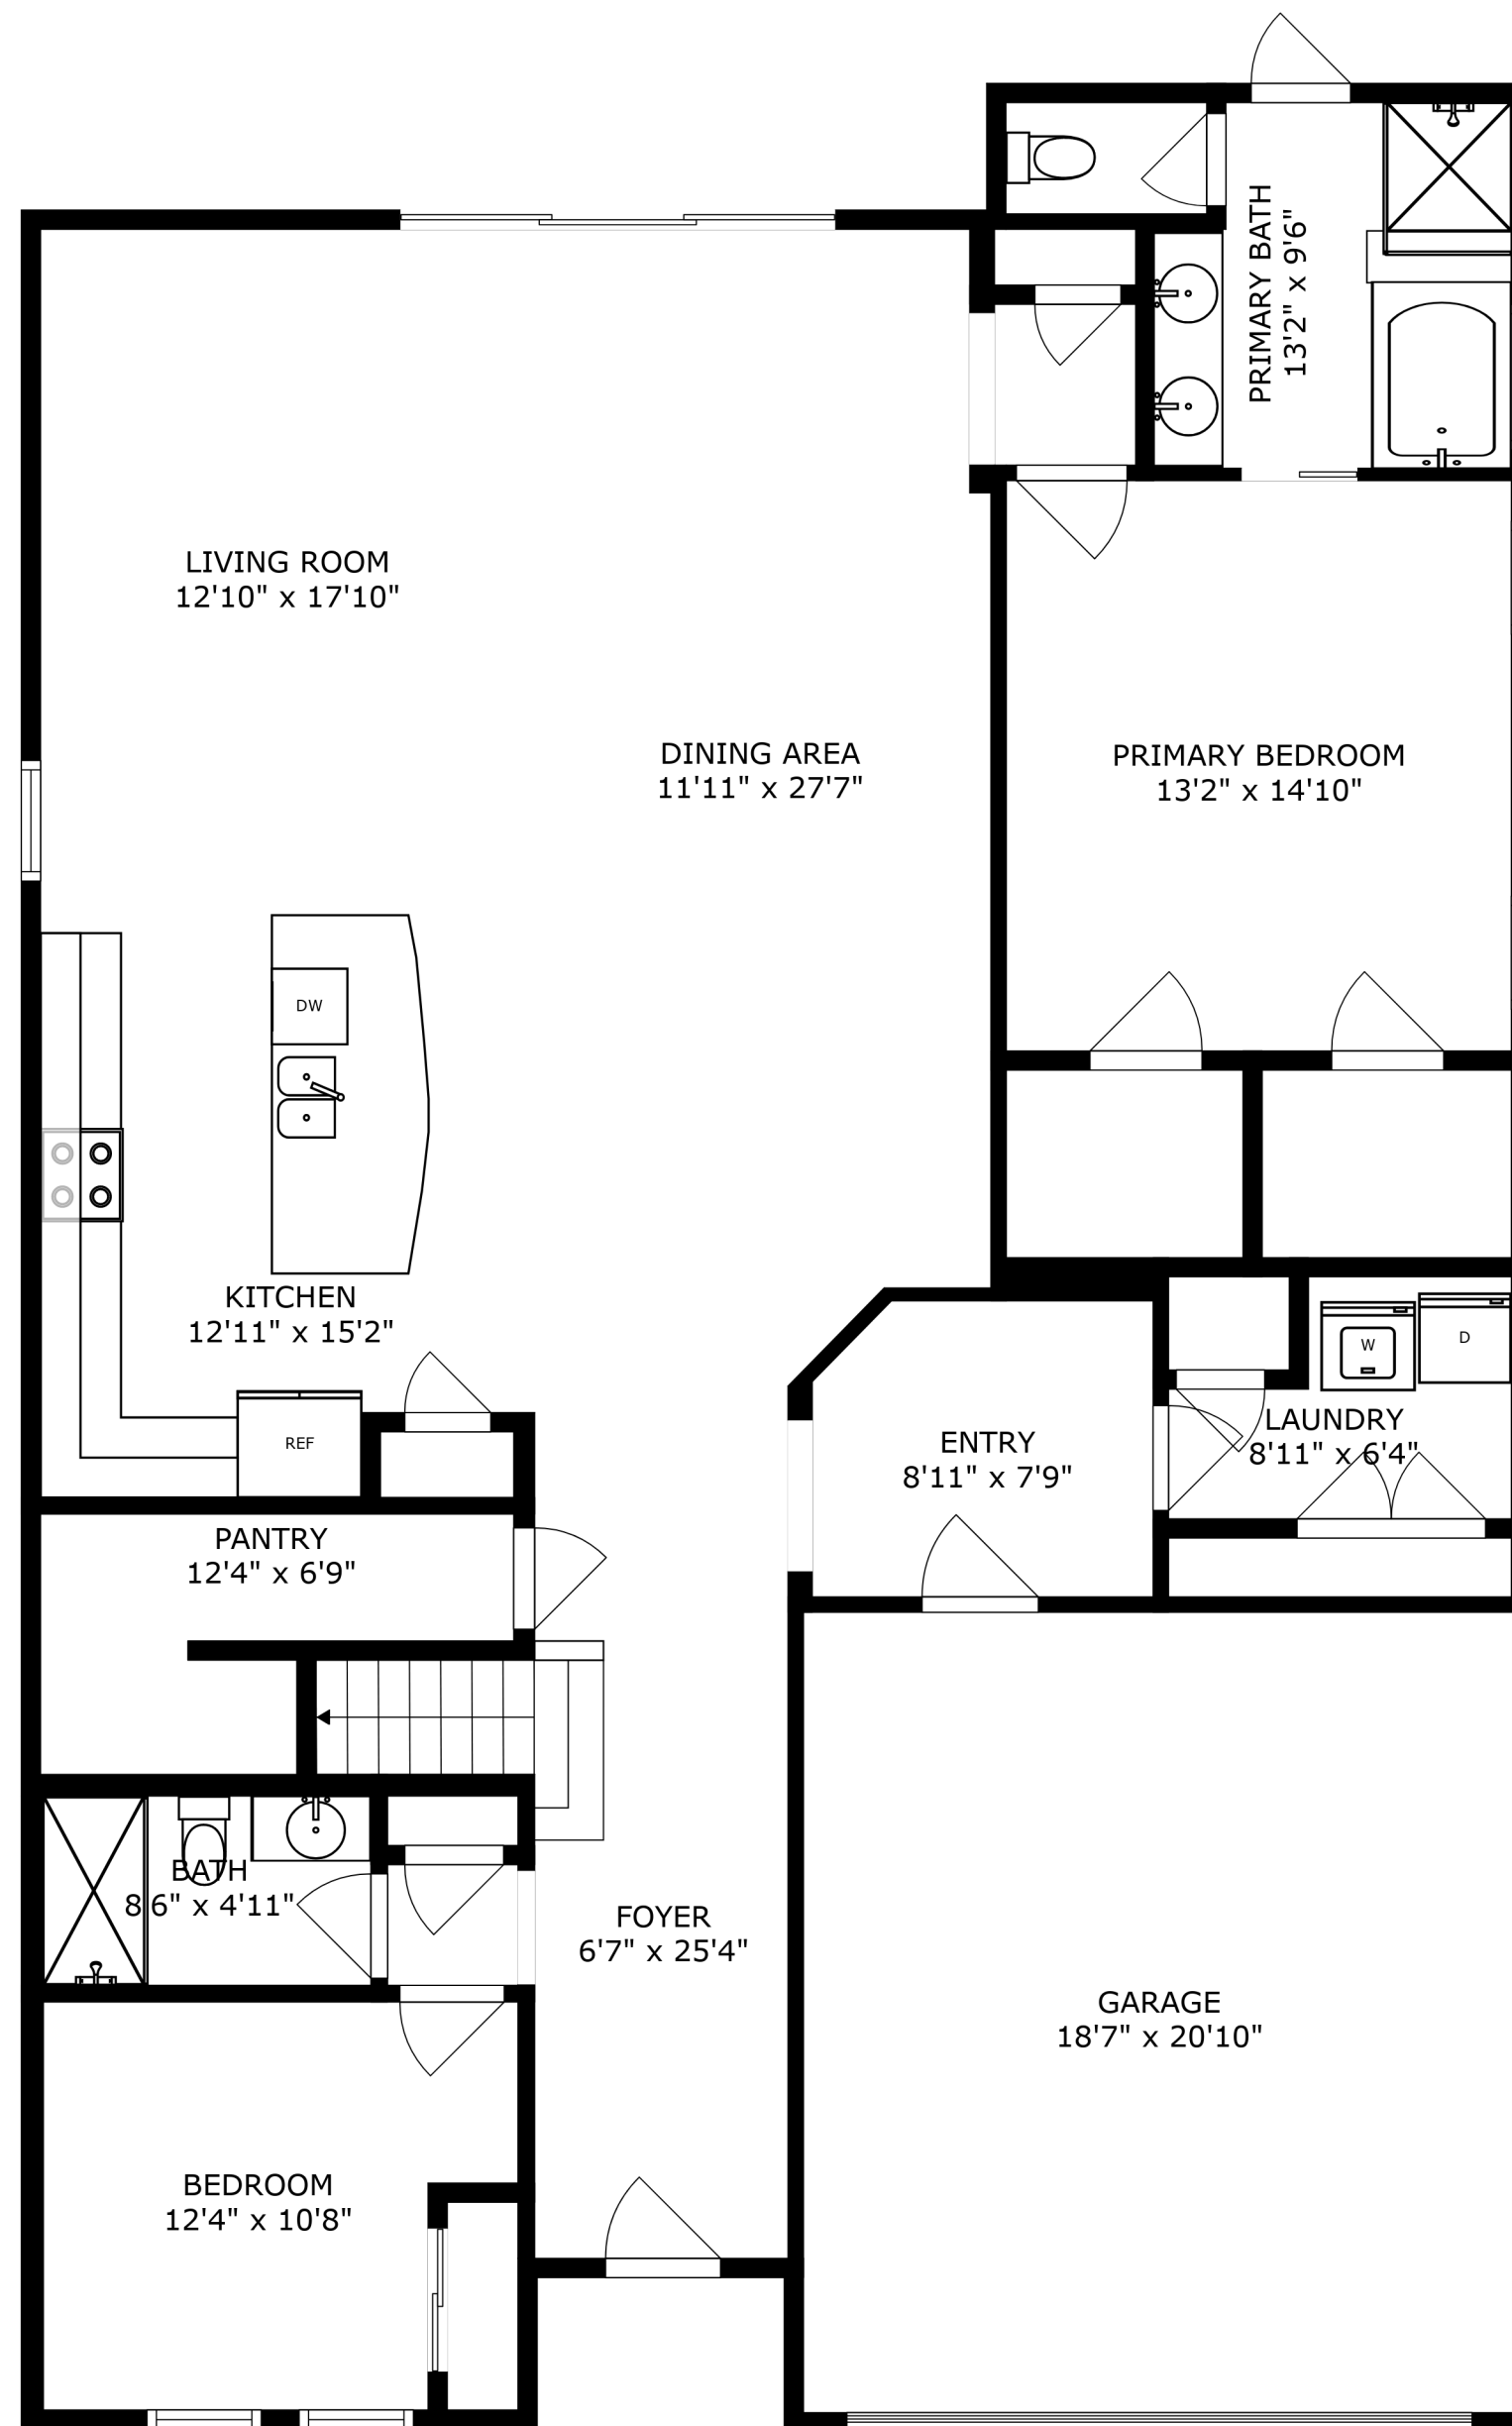 PRIMARY BATH
13'2" x 9'6"
LIVING ROOM
12'10" x 17'10"
DINING AREA
11'11" x 27'7"
PRIMARY BEDROOM
13'2" x 14'10"
DW
KITCHEN
12'11" x 15'2"
REF
W
D
LAUNDRY
8'11" x 6'4"
ENTRY
8'11" x 7'9"
PANTRY
12'4" x 6'9"
BATH
8'6" x 4'11"
FOYER
6'7" x 25'4"
GARAGE
18'7" x 20'10"
BEDROOM
12'4" x 10'8"